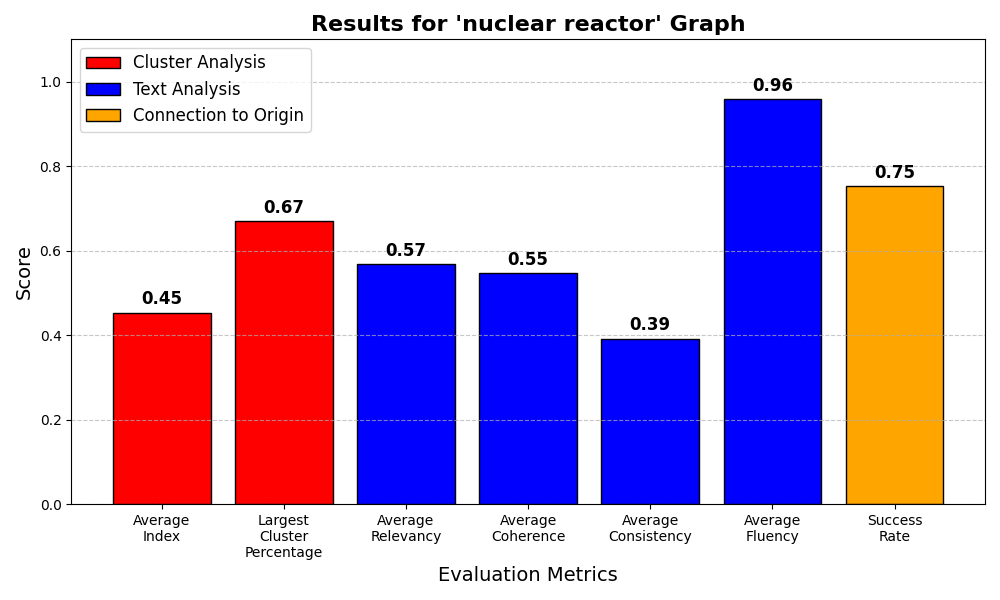 Results for 'nuclear reactor' Graph
Cluster Analysis
Text Analysis
Connection to Origin
Score
1.0
0.8
0.6
0.4
0.2
0.0
0.45
0.67
0.57
0.55
0.39
0.96
0.75
Average
Index
Largest
Cluster
Percentage
Average
Relevancy
Average
Coherence
Average
Consistency
Average
Fluency
Success
Rate
Evaluation Metrics